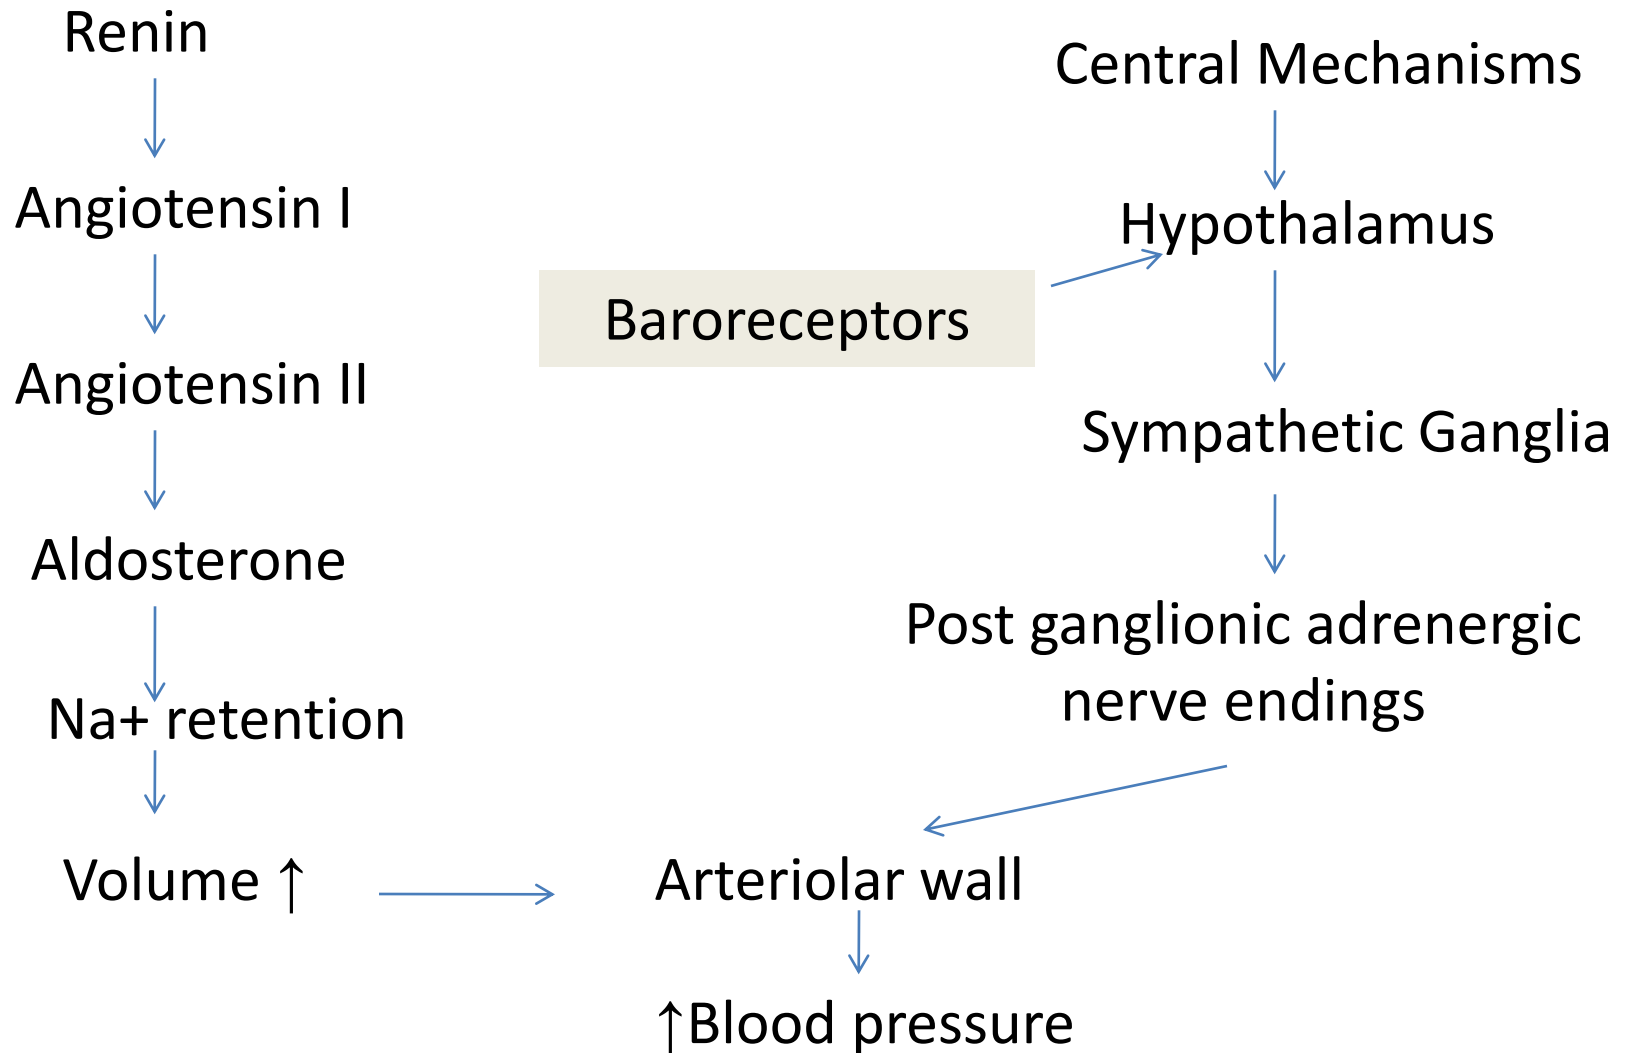 Renin
Angiotensin I
Angiotensin II
Aldosterone
Na+ retention
Volume ↑
Central Mechanisms
Hypothalamus
Baroreceptors
Sympathetic Ganglia
Post ganglionic adrenergic
nerve endings
Arteriolar wall
↑Blood pressure